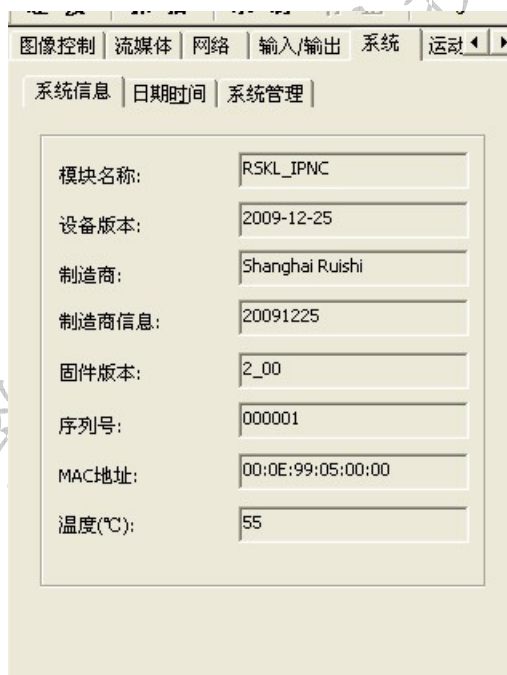 图像控制 流媒体 网络 输入/输出 系统 运动
系统信息 日期时间 系统管理
模块名称: RSKL_IPNC
设备版本: 2009-12-25
制造商: Shanghai Ruishi
制造商信息: 20091225
固件版本: 2_00
序列号: 000001
MAC地址: 00:0E:99:05:00:00
温度(℃): 55